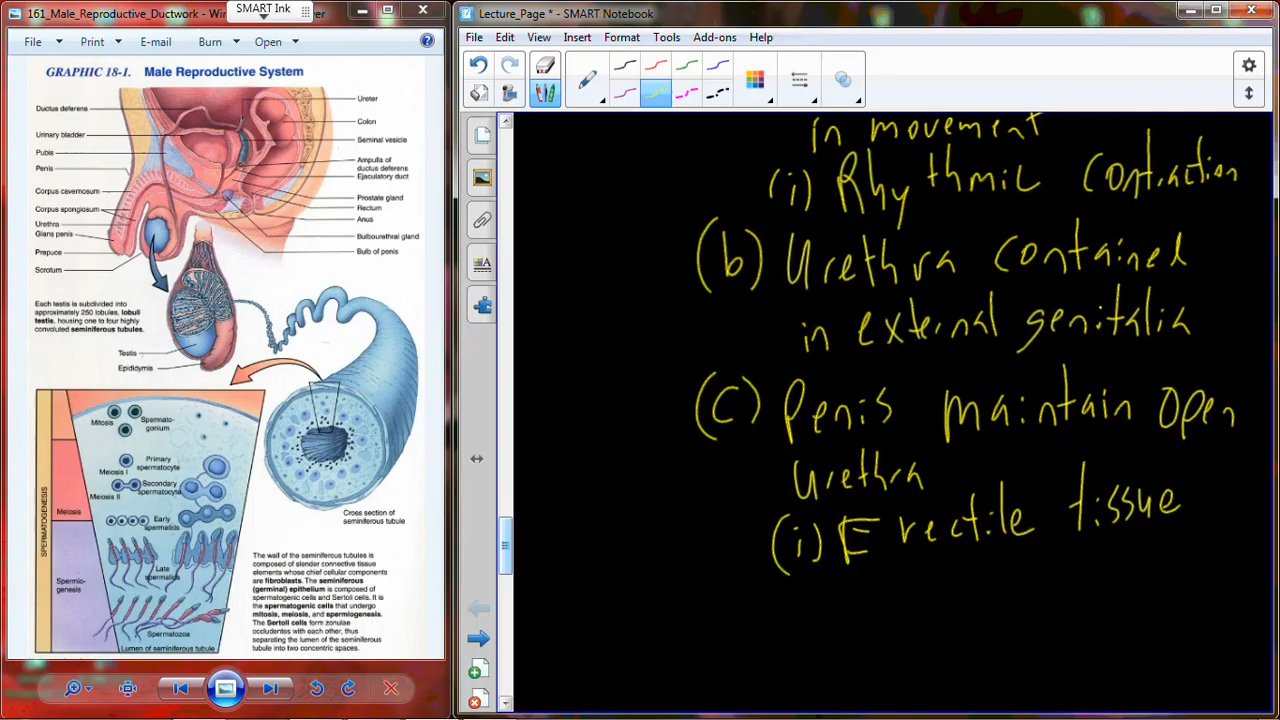 161_Male_Reproductive_Ductwork - Win
SMART Ink
File
Print
E-mail
Burn
Open
GRAPHIC 18-1. Male Reproductive System
Ductus deferens
Urinary bladder
Pubis
Penis
Corpus cavernosum
Corpus spongiosum
Urethra
Glans penis
Prepuce
Scrotum
Ureter
Colon
Seminal vesicle
Ampulla of
ductus deferens
Ejaculatory duct
Prostate gland
Rectum
Anus
Bulbourethral gland
Bulb of penis
Each testis is subdivided into
approximately 250 lobules, lobuli
testis, housing one to four highly
convoluted seminiferous tubules.
Testis
Epididymis
SPERMATOGENESIS
Meiosis
Spermio-
genesis
Mitosis
Spermato-
gonium
Meiosis I
Primary
spermatocyte
Meiosis II
Secondary
spermatocyte
Early
spermatids
Late
spermatids
Spermatozoa
Lumen of seminiferous tubule
Cross section of
seminiferous tubule
The wall of the seminiferous tubules is
composed of slender connective tissue
elements whose chief cellular components
are fibroblasts. The seminiferous
(germinal) epithelium is composed of
spermatogenic cells and Sertoli cells. It is
the spermatogenic cells that undergo
mitosis, meiosis, and spermiogenesis.
The Sertoli cells form zonulae
occludentes with each other, thus
separating the lumen of the seminiferous
tubule into two concentric spaces.
Lecture_Page * - SMART Notebook
File Edit View Insert Format Tools Add-ons Help
in movement
(i) Rhythmic contraction
(b) Urethra contained
in external genitalia
(c) Penis maintain open
urethra
(i) Erectile tissue